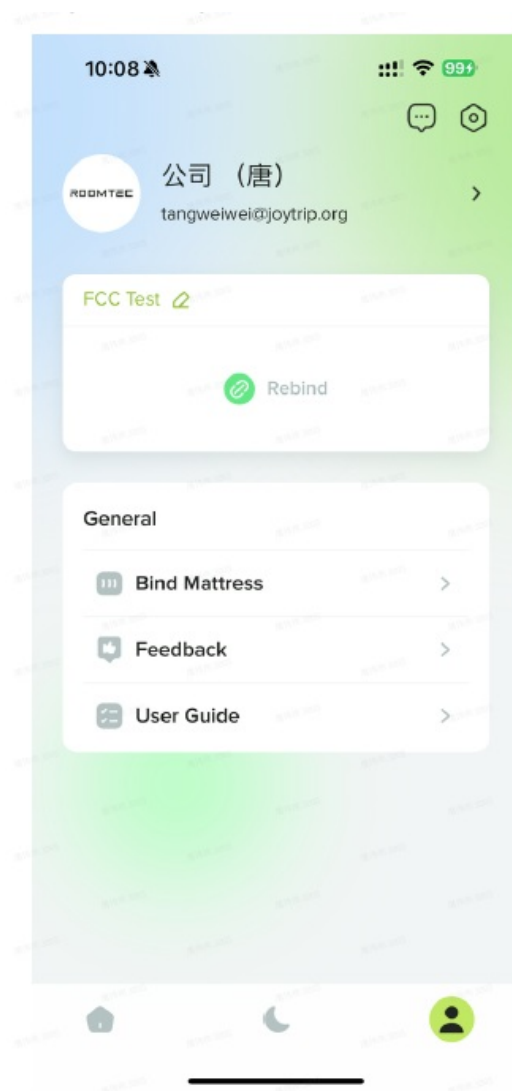 10:08
99+
ROOMTEC
公司 （唐）
tangweiwei@joytrip.org
FCC Test
Rebind
General
Bind Mattress
Feedback
User Guide